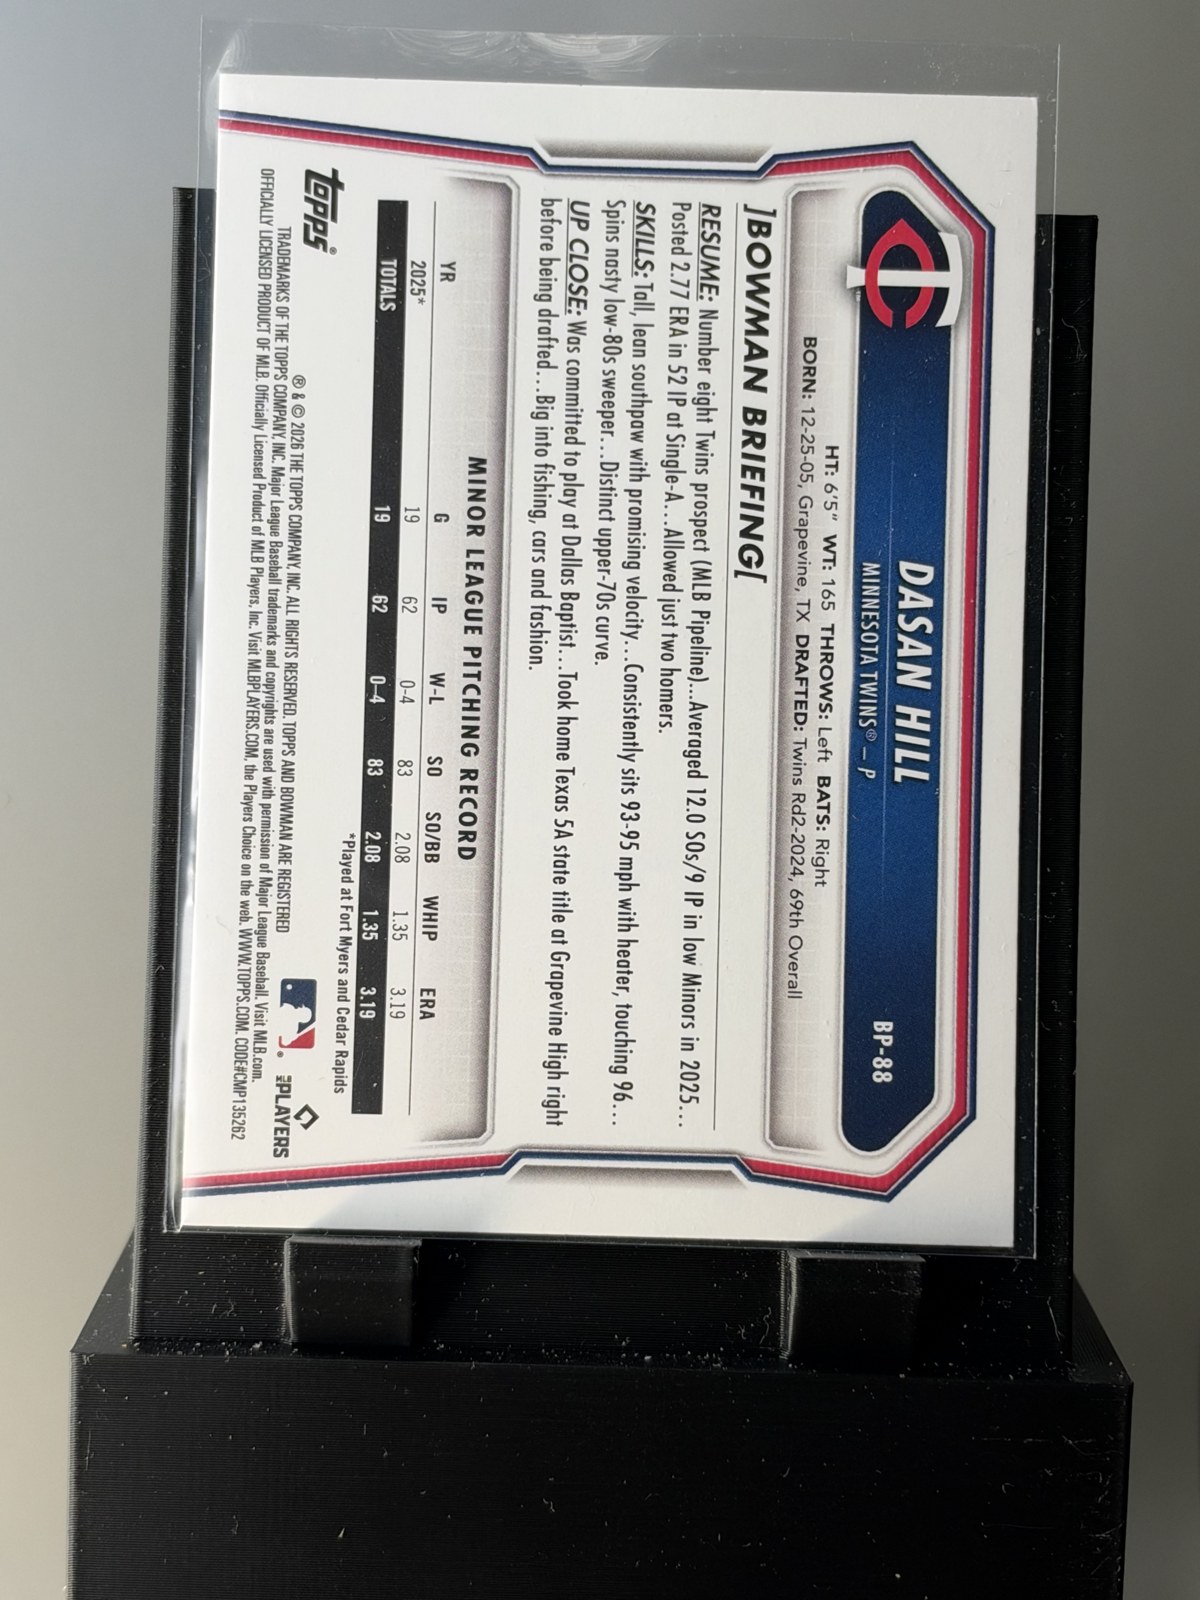 DASAN HILL
MINNESOTA TWINS® – P
BP-88
TC
HT: 6'5" WT: 165 THROWS: Left BATS: Right
BORN: 12-25-05, Grapevine, TX DRAFTED: Twins Rd2-2024, 69th Overall
]BOWMAN BRIEFING[
RESUME: Number eight Twins prospect (MLB Pipeline)...Averaged 12.0 SOs/9 IP in low Minors in 2025...
Posted 2.77 ERA in 52 IP at Single-A...Allowed just two homers.
SKILLS: Tall, lean southpaw with promising velocity...Consistently sits 93-95 mph with heater, touching 96...
Spins nasty low-80s sweeper...Distinct upper-70s curve.
UP CLOSE: Was committed to play at Dallas Baptist...Took home Texas 5A state title at Grapevine High right
before being drafted...Big into fishing, cars and fashion.
MINOR LEAGUE PITCHING RECORD
YR G IP W-L SO SO/BB WHIP ERA
2025* 19 62 0-4 83 2.08 1.35 3.19
TOTALS 19 62 0-4 83 2.08 1.35 3.19
*Played at Fort Myers and Cedar Rapids
topps®
® & © 2026 THE TOPPS COMPANY, INC. ALL RIGHTS RESERVED. TOPPS AND BOWMAN ARE REGISTERED
TRADEMARKS OF THE TOPPS COMPANY, INC. Major League Baseball trademarks and copyrights are used with permission of Major League Baseball. Visit MLB.com.
OFFICIALLY LICENSED PRODUCT OF MLB. Officially Licensed Product of MLB Players, Inc. Visit MLBPLAYERS.COM, the Players Choice on the web. WWW.TOPPS.COM. CODE#CMP135262
MLB PLAYERS